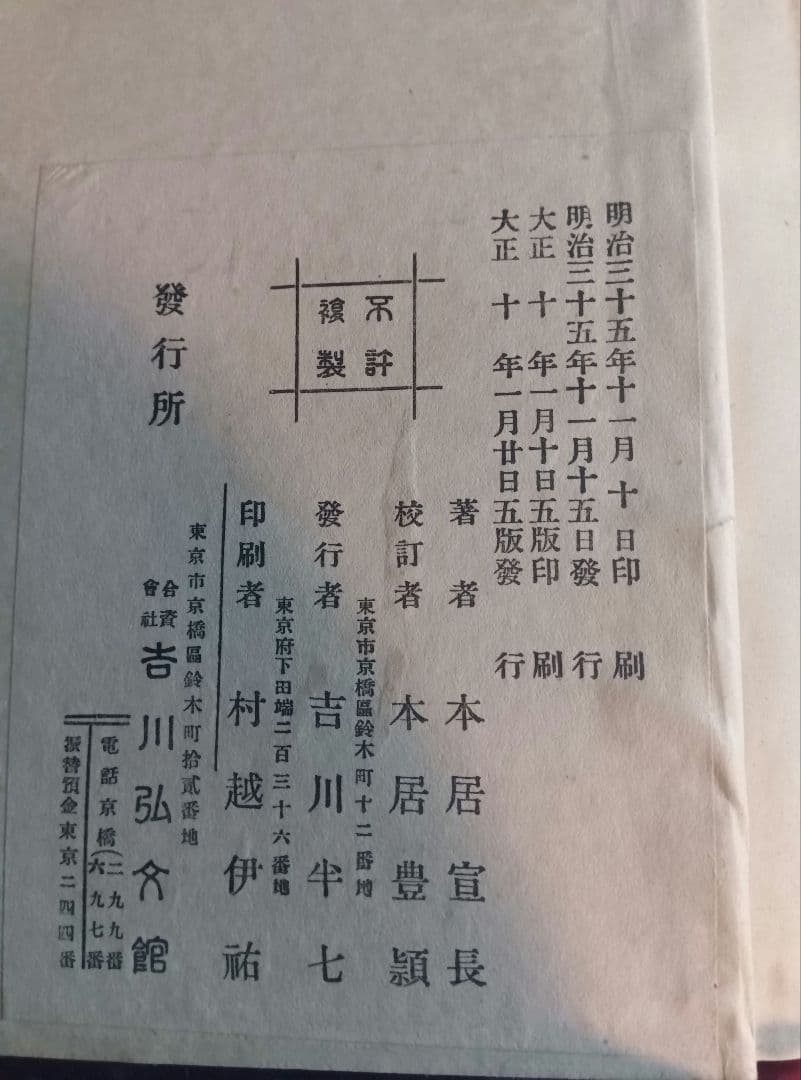 明治三十五年十一月十日印刷
明治三十五年十一月十五日發行
大正十年一月十日五版印刷
大正十年一月廿日五版發行
不許
複製
著者 本居宣長
校訂者 本居豊頴
東京市京橋區鈴木町十二番地
發行者 吉川半七
東京府下田端二百三十六番地
印刷者 村越伊祐
東京市京橋區鈴木町拾貳番地
發行所 合資會社 吉川弘文館
電話京橋(二九九番 六九七番
振替預金東京二四四番